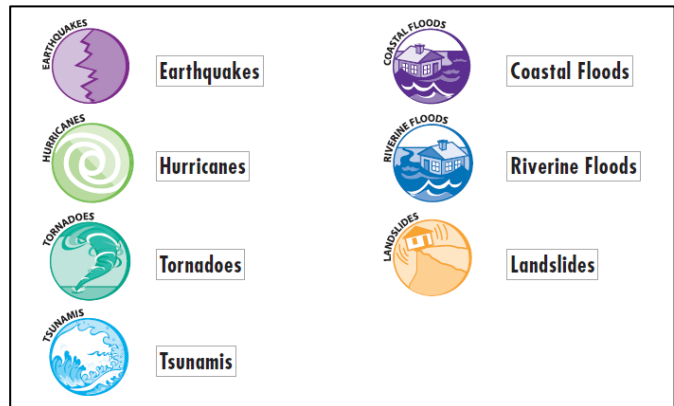 EARTHQUAKES
Earthquakes
HURRICANES
Hurricanes
TORNADOES
Tornadoes
TSUNAMIS
Tsunamis
COASTAL FLOODS
Coastal Floods
RIVERINE FLOODS
Riverine Floods
LANDSLIDES
Landslides